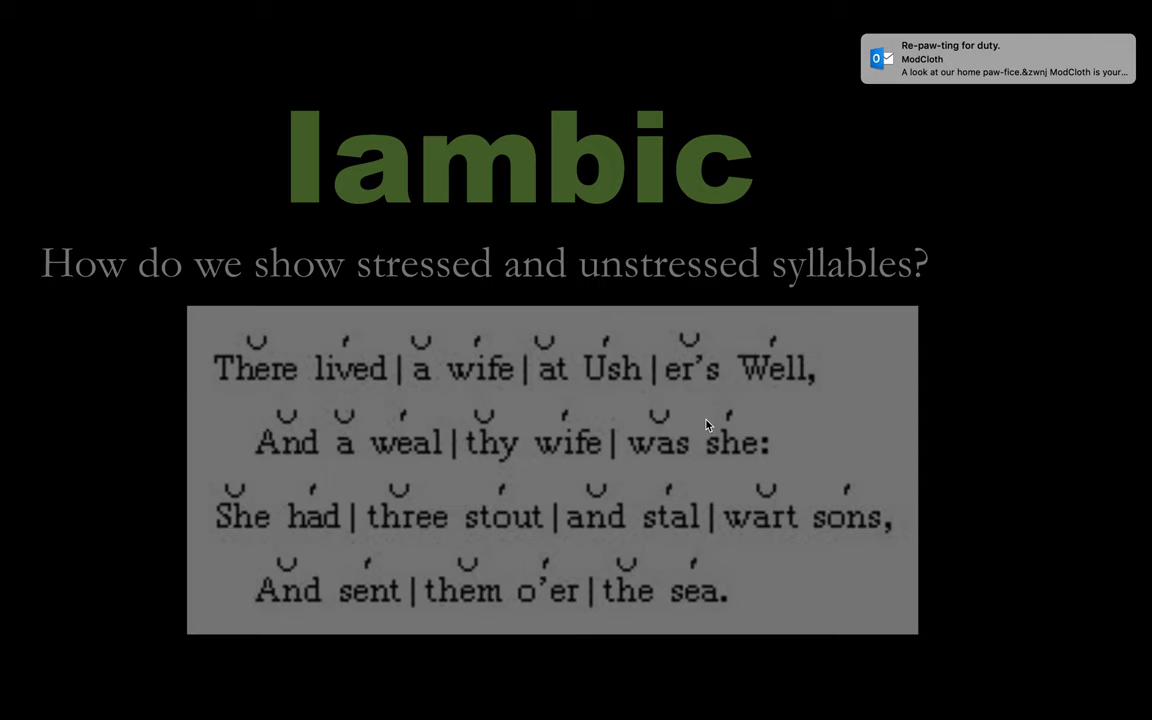 Re-paw-ting for duty.
ModCloth
A look at our home paw-fice.&zwnj ModCloth is your...
Iambic
How do we show stressed and unstressed syllables?
There lived | a wife | at Ush | er's Well,
And a weal | thy wife | was she:
She had | three stout | and stal | wart sons,
And sent | them o'er | the sea.